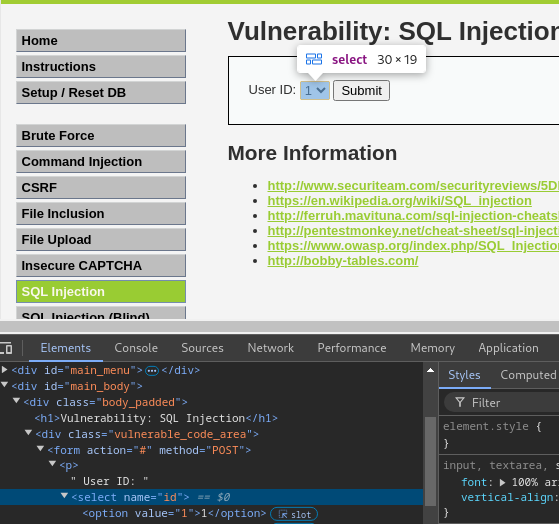 Home
Instructions
Setup / Reset DB
Brute Force
Command Injection
CSRF
File Inclusion
File Upload
Insecure CAPTCHA
SQL Injection
SQL Injection (Blind)
Vulnerability: SQL Injection
select 30 × 19
User ID: 1 Submit
More Information
http://www.securiteam.com/securityreviews/5D
https://en.wikipedia.org/wiki/SQL_injection
http://ferruh.mavituna.com/sql-injection-cheats
http://pentestmonkey.net/cheat-sheet/sql-inject
https://www.owasp.org/index.php/SQL_Injection
http://bobby-tables.com/
Elements Console Sources Network Performance Memory Application
<div id="main_menu"> ••• </div>
<div id="main_body">
<div class="body_padded">
<h1>Vulnerability: SQL Injection</h1>
<div class="vulnerable_code_area">
<form action="#" method="POST">
<p>
" User ID: "
<select name="id"> == $0
<option value="1">1</option> slot
Styles Computed
Filter
element.style {
}
input, textarea, s
font: 100% ari
vertical-align:
}